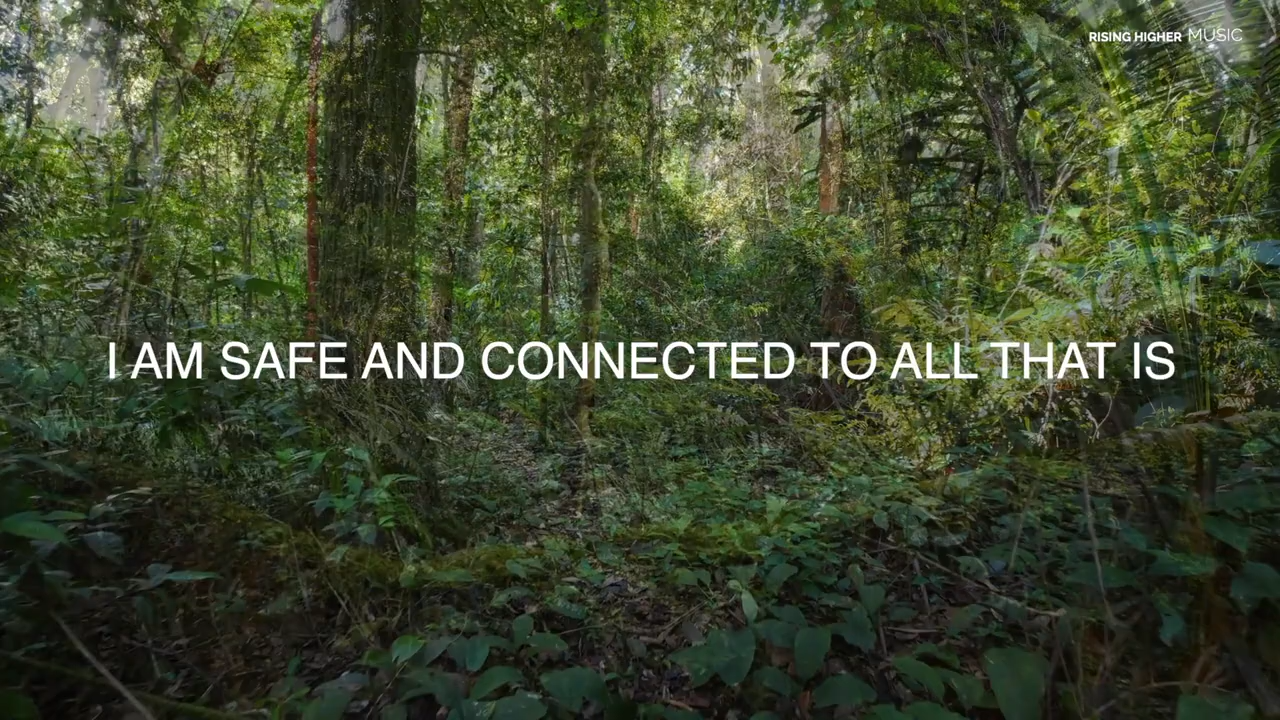 RISING HIGHER MUSIC
I AM SAFE AND CONNECTED TO ALL THAT IS